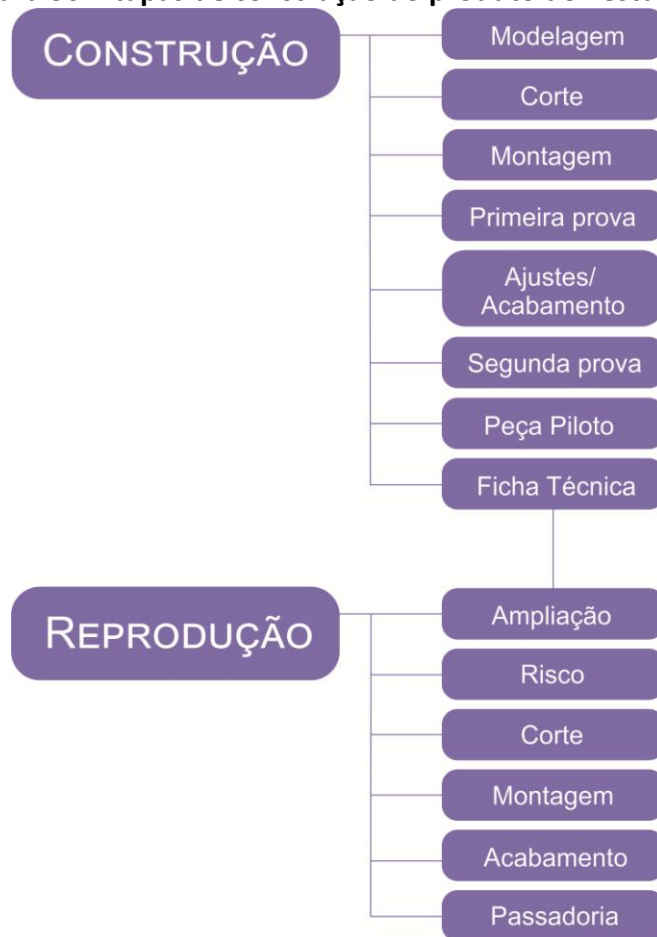 CONSTRUÇÃO
Modelagem
Corte
Montagem
Primeira prova
Ajustes/
Acabamento
Segunda prova
Peça Piloto
Ficha Técnica
REPRODUÇÃO
Ampliação
Risco
Corte
Montagem
Acabamento
Passadoria